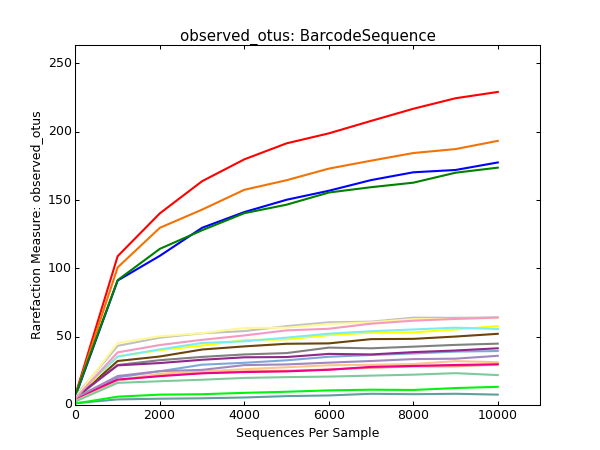 observed_otus: BarcodeSequence
Rarefaction Measure: observed_otus
250
200
150
100
50
0
0 2000 4000 6000 8000 10000
Sequences Per Sample